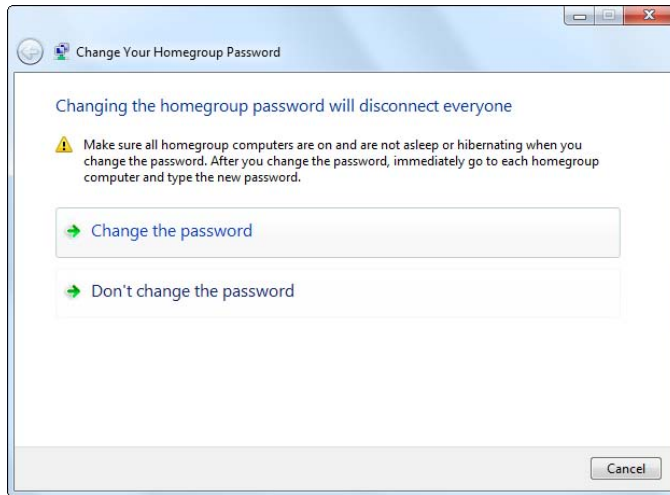 Change Your Homegroup Password
Changing the homegroup password will disconnect everyone
Make sure all homegroup computers are on and are not asleep or hibernating when you
change the password. After you change the password, immediately go to each homegroup
computer and type the new password.
Change the password
Don't change the password
Cancel